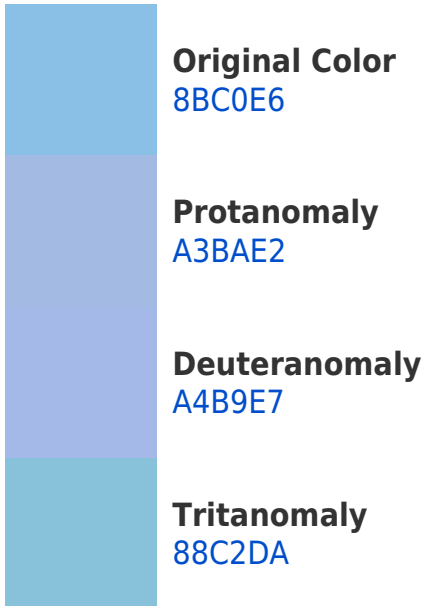 Original Color
8BC0E6
Protanomaly
A3BAE2
Deuteranomaly
A4B9E7
Tritanomaly
88C2DA